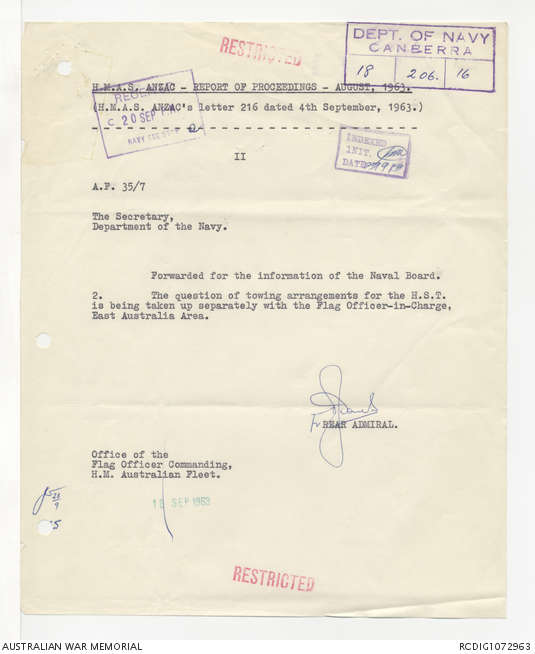 RESTRICTED
DEPT. OF NAVY
CANBERRA
18 206. 16
H.M.A.S. ANZAC - REPORT OF PROCEEDINGS - AUGUST, 1963.
(H.M.A.S. ANZAC's letter 216 dated 4th September, 1963.)
C 20 SEP
II
INDEXED
INIT.
DATE
A.F. 35/7
The Secretary,
Department of the Navy.
Forwarded for the information of the Naval Board.
2. The question of towing arrangements for the H.S.T.
is being taken up separately with the Flag Officer-in-Charge,
East Australia Area.
REAR ADMIRAL.
Office of the
Flag Officer Commanding,
H.M. Australian Fleet.
SEP 1963
RESTRICTED
AUSTRALIAN WAR MEMORIAL
RCDIG1072963